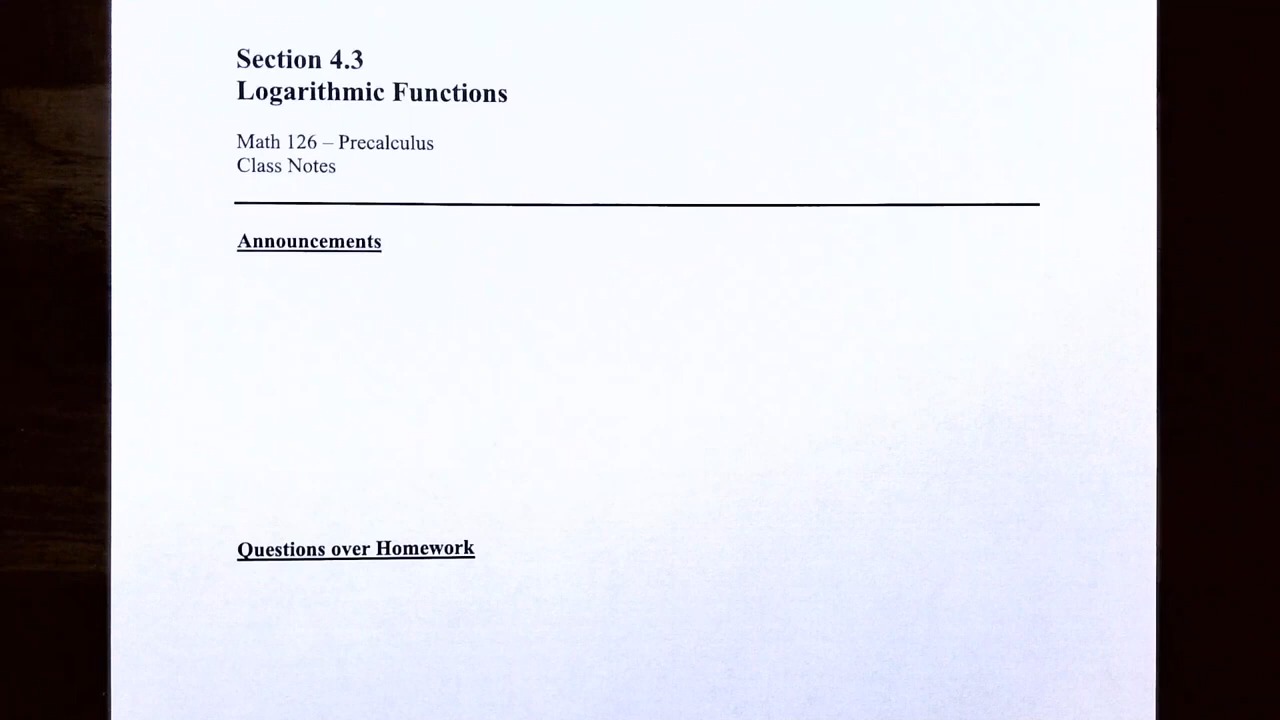 Section 4.3
Logarithmic Functions
Math 126 – Precalculus
Class Notes
Announcements
Questions over Homework